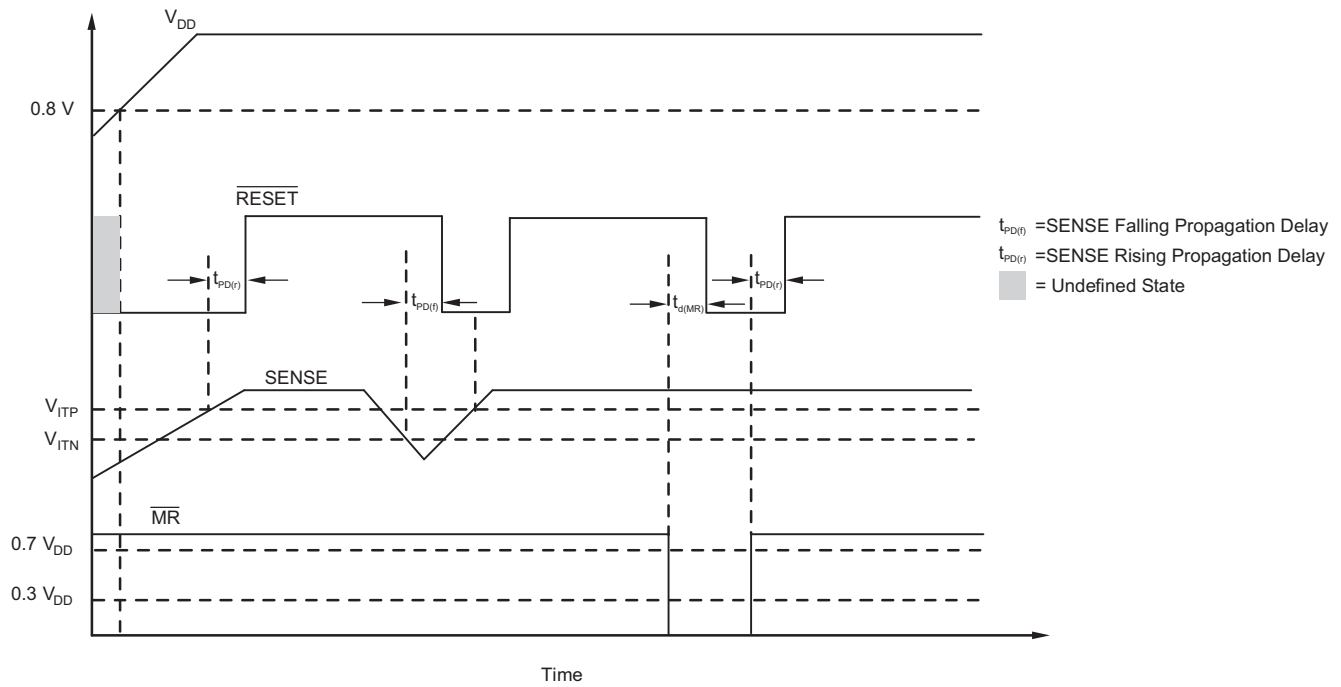 VDD
0.8 V
RESET
tPD(r)
tPD(f)
td(MR)
tPD(r)
tPD(f) =SENSE Falling Propagation Delay
tPD(r) =SENSE Rising Propagation Delay
= Undefined State
SENSE
VITP
VITN
MR
0.7 VDD
0.3 VDD
Time